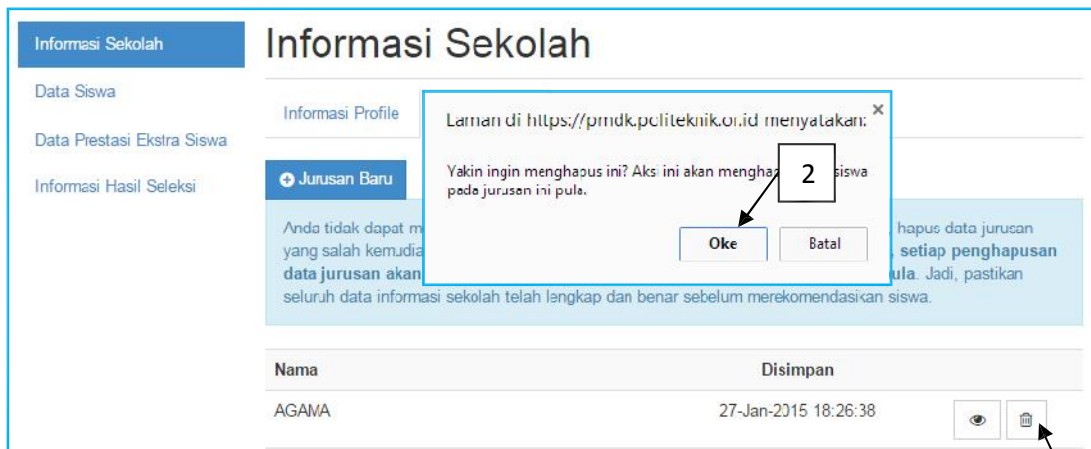 Informasi Sekolah
Data Siswa
Data Prestasi Ekstra Siswa
Informasi Hasil Seleksi
Informasi Sekolah
Informasi Profile
Laman di https://pmdk.politeknik.or.id menyatakan: ×
Yakin ingin menghapus ini? Aksi ini akan menghap siswa
pada jurusan ini pula.
2
Oke Batal
Jurusan Baru
Anda tidak dapat m , hapus data jurusan
yang salah kemudia , setiap penghapusan
data jurusan akan ula. Jadi, pastikan
seluruh data informasi sekolah telah lengkap dan benar sebelum merekomendasikan siswa.
Nama Disimpan
AGAMA 27-Jan-2015 18:26:38